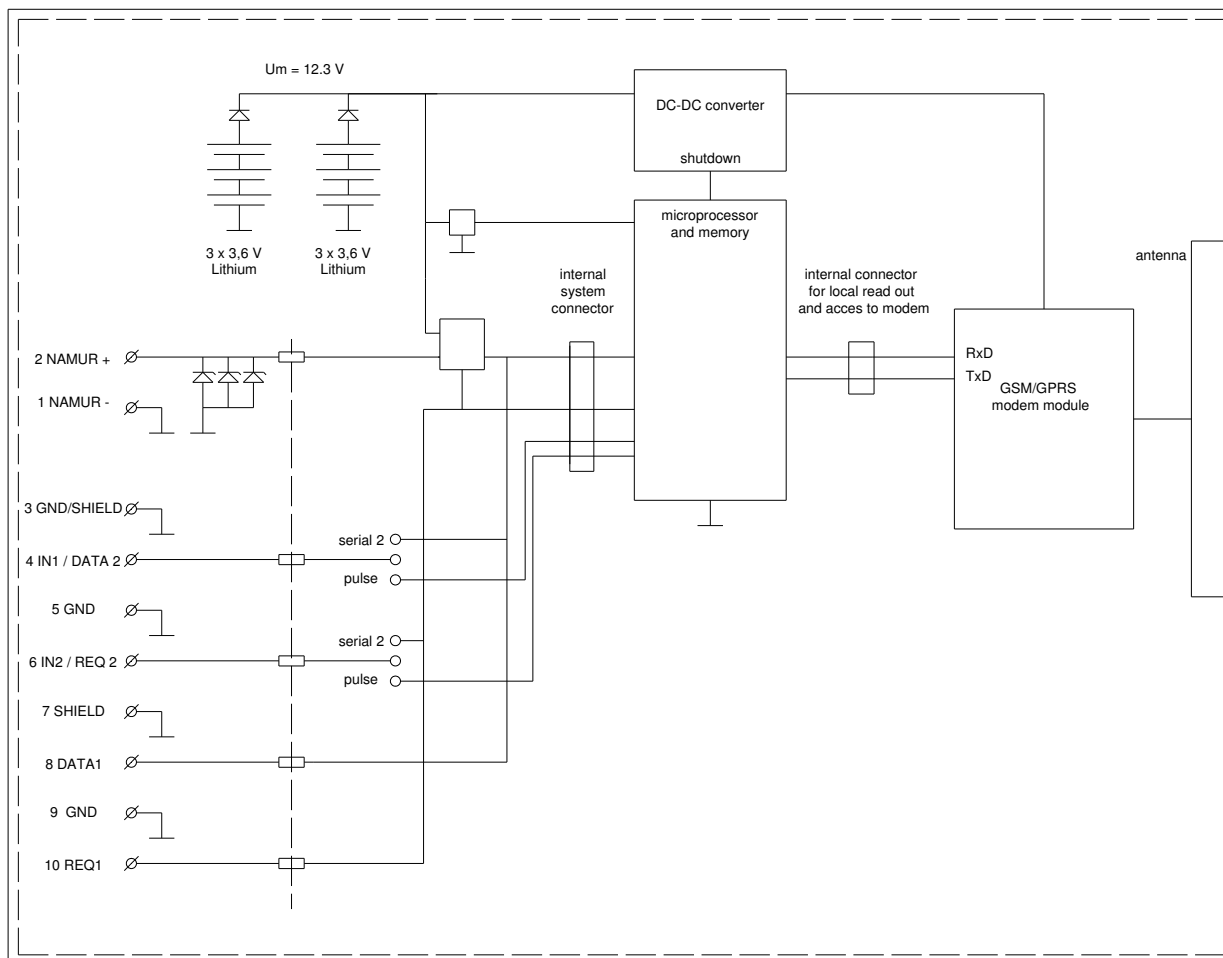 Um = 12.3 V
DC-DC converter
shutdown
microprocessor
and memory
3 x 3,6 V
Lithium
3 x 3,6 V
Lithium
internal
system
connector
internal connector
for local read out
and acces to modem
antenna
2 NAMUR +
1 NAMUR -
RxD
TxD
GSM/GPRS
modem module
3 GND/SHIELD
4 IN1 / DATA 2
serial 2
pulse
5 GND
6 IN2 / REQ 2
serial 2
pulse
7 SHIELD
8 DATA1
9 GND
10 REQ1